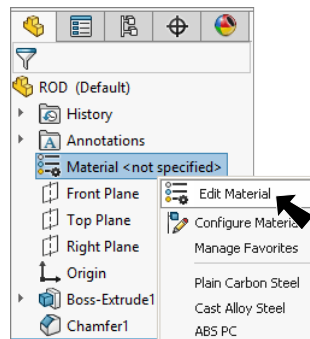 ROD (Default)
History
Annotations
Material <not specified>
Front Plane
Edit Material
Top Plane
Configure Material
Right Plane
Manage Favorites
Origin
Plain Carbon Steel
Boss-Extrude1
Cast Alloy Steel
Chamfer1
ABS PC